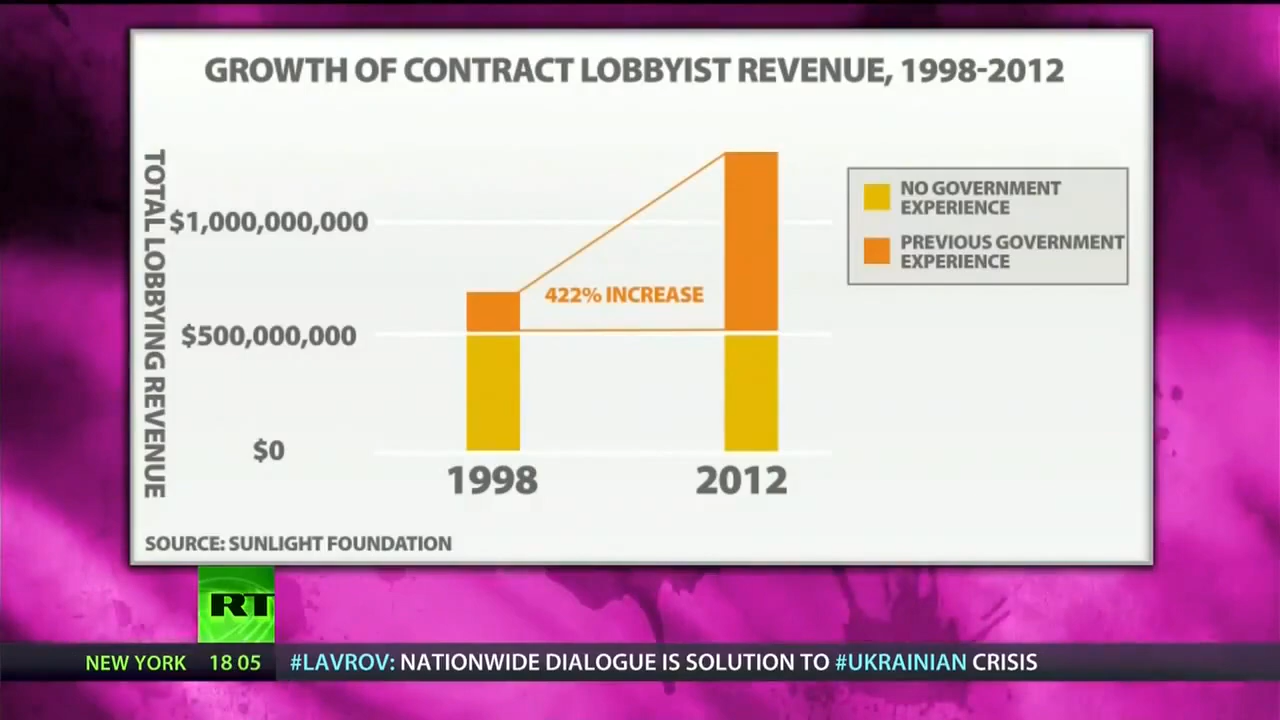 GROWTH OF CONTRACT LOBBYIST REVENUE, 1998-2012
TOTAL LOBBYING REVENUE
$1,000,000,000
$500,000,000
$0
422% INCREASE
1998
2012
NO GOVERNMENT
EXPERIENCE
PREVIOUS GOVERNMENT
EXPERIENCE
SOURCE: SUNLIGHT FOUNDATION
RT
NEW YORK 18 05 #LAVROV: NATIONWIDE DIALOGUE IS SOLUTION TO #UKRAINIAN CRISIS